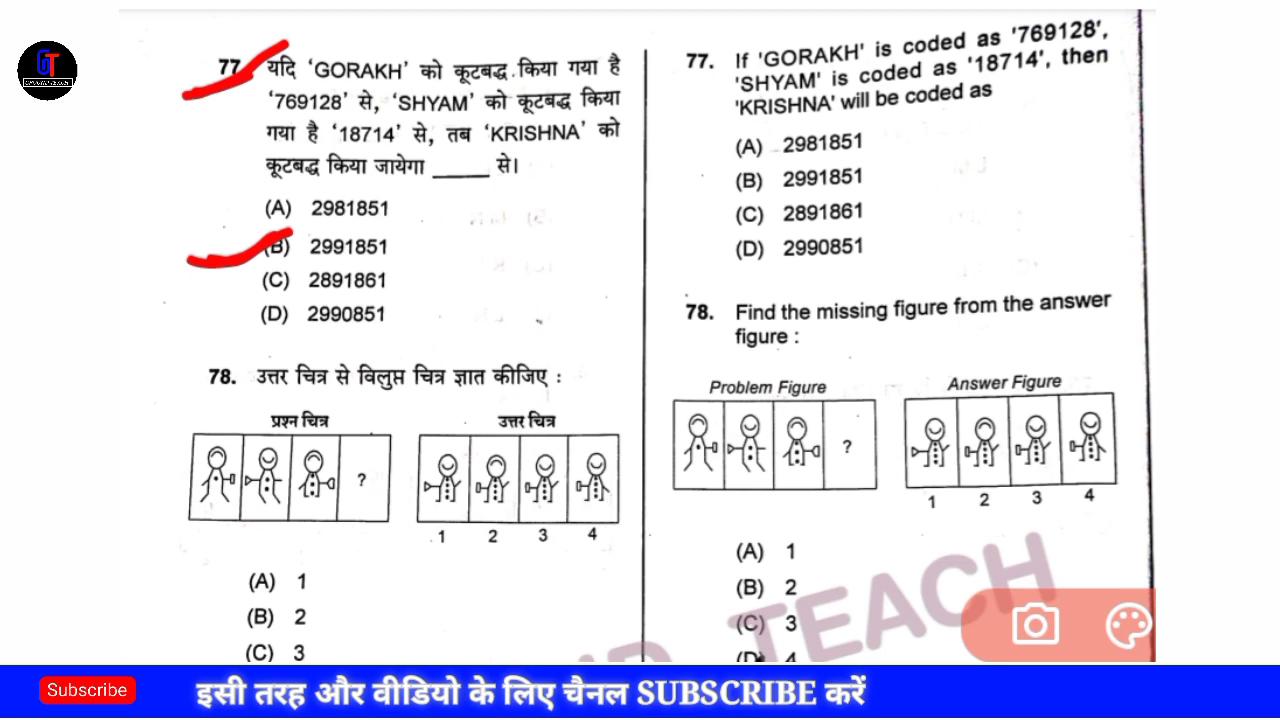 GT
77. यदि 'GORAKH' को कूटबद्ध किया गया है
'769128' से, 'SHYAM' को कूटबद्ध किया
गया है '18714' से, तब 'KRISHNA' को
कूटबद्ध किया जायेगा _____ से।
(A) 2981851
(B) 2991851
(C) 2891861
(D) 2990851
78. उत्तर चित्र से विलुप्त चित्र ज्ञात कीजिए :
प्रश्न चित्र उत्तर चित्र
?
1 2 3 4
(A) 1
(B) 2
(C) 3
77. If 'GORAKH' is coded as '769128',
'SHYAM' is coded as '18714', then
'KRISHNA' will be coded as
(A) 2981851
(B) 2991851
(C) 2891861
(D) 2990851
78. Find the missing figure from the answer
figure :
Problem Figure Answer Figure
?
1 2 3 4
(A) 1
(B) 2
(C) 3
(D) 4
TEACH
Subscribe
इसी तरह और वीडियो के लिए चैनल SUBSCRIBE करें